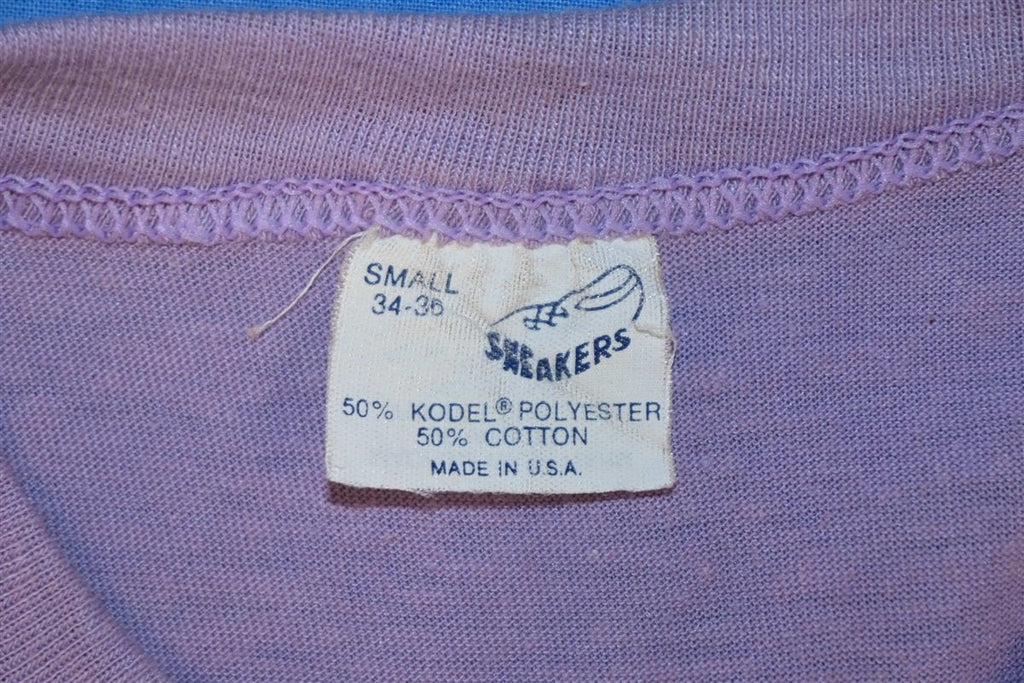 SMALL
34-36
SNEAKERS
50% KODEL® POLYESTER
50% COTTON
MADE IN U.S.A.